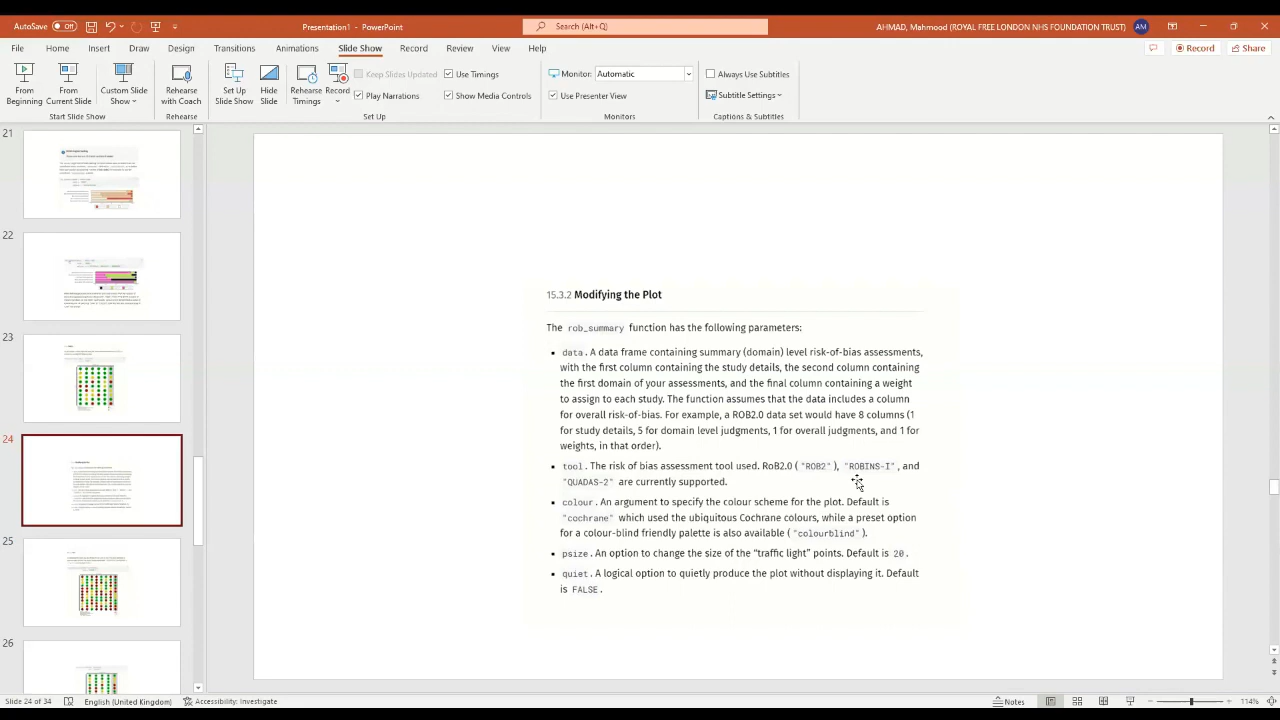 AutoSave Off
Presentation1 - PowerPoint
Search (Alt+Q)
AHMAD, Mahmood (ROYAL FREE LONDON NHS FOUNDATION TRUST)
AM
File Home Insert Draw Design Transitions Animations Slide Show Record Review View Help
Record
Share
From Beginning
From Current Slide
Custom Slide Show
Rehearse with Coach
Set Up Slide Show
Hide Slide
Rehearse Timings
Record
Keep Slides Updated
Use Timings
Play Narrations
Show Media Controls
Monitor: Automatic
Use Presenter View
Always Use Subtitles
Subtitle Settings
Start Slide Show
Rehearse
Set Up
Monitors
Captions & Subtitles
21
22
23
24
25
26
15.3.2 Modifying the Plot
The rob_summary function has the following parameters:
data. A data frame containing summary (domain) level risk-of-bias assessments,
with the first column containing the study details, the second column containing
the first domain of your assessments, and the final column containing a weight
to assign to each study. The function assumes that the data includes a column
for overall risk-of-bias. For example, a ROB2.0 data set would have 8 columns (1
for study details, 5 for domain level judgments, 1 for overall judgments, and 1 for
weights, in that order).
tool. The risk of bias assessment tool used. RoB2.0( "ROB2" ), "ROBINS-I", and
"QUADAS-2" are currently supported.
colour. An argument to specify the colour scheme for the plot. Default is
"cochrane" which used the ubiquitous Cochrane colours, while a preset option
for a colour-blind friendly palette is also available ( "colourblind" ).
psize. An option to change the size of the “traffic light” points. Default is 20.
quiet. A logical option to quietly produce the plot without displaying it. Default
is FALSE.
Slide 24 of 34
English (United Kingdom)
Accessibility: Investigate
Notes
114%